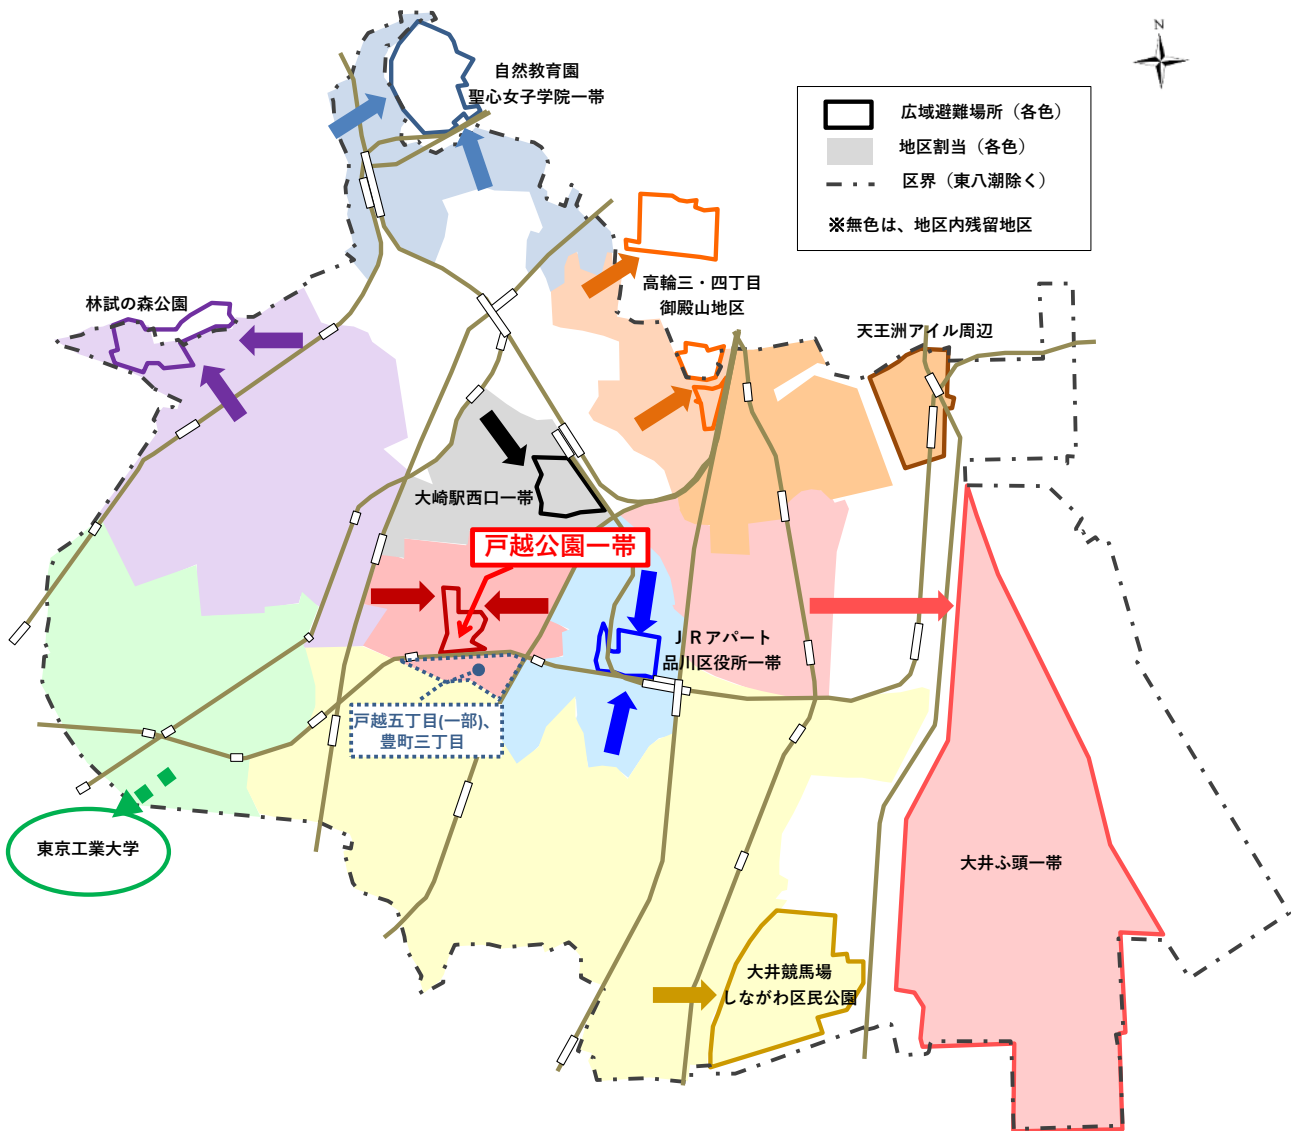 N
自然教育園
聖心女子学院一帯
広域避難場所（各色）
地区割当（各色）
区界（東八潮除く）
※無色は、地区内残留地区
高輪三・四丁目
御殿山地区
林試の森公園
天王洲アイル周辺
大崎駅西口一帯
戸越公園一帯
ＪＲアパート
品川区役所一帯
戸越五丁目(一部)、
豊町三丁目
東京工業大学
大井ふ頭一帯
大井競馬場
しながわ区民公園